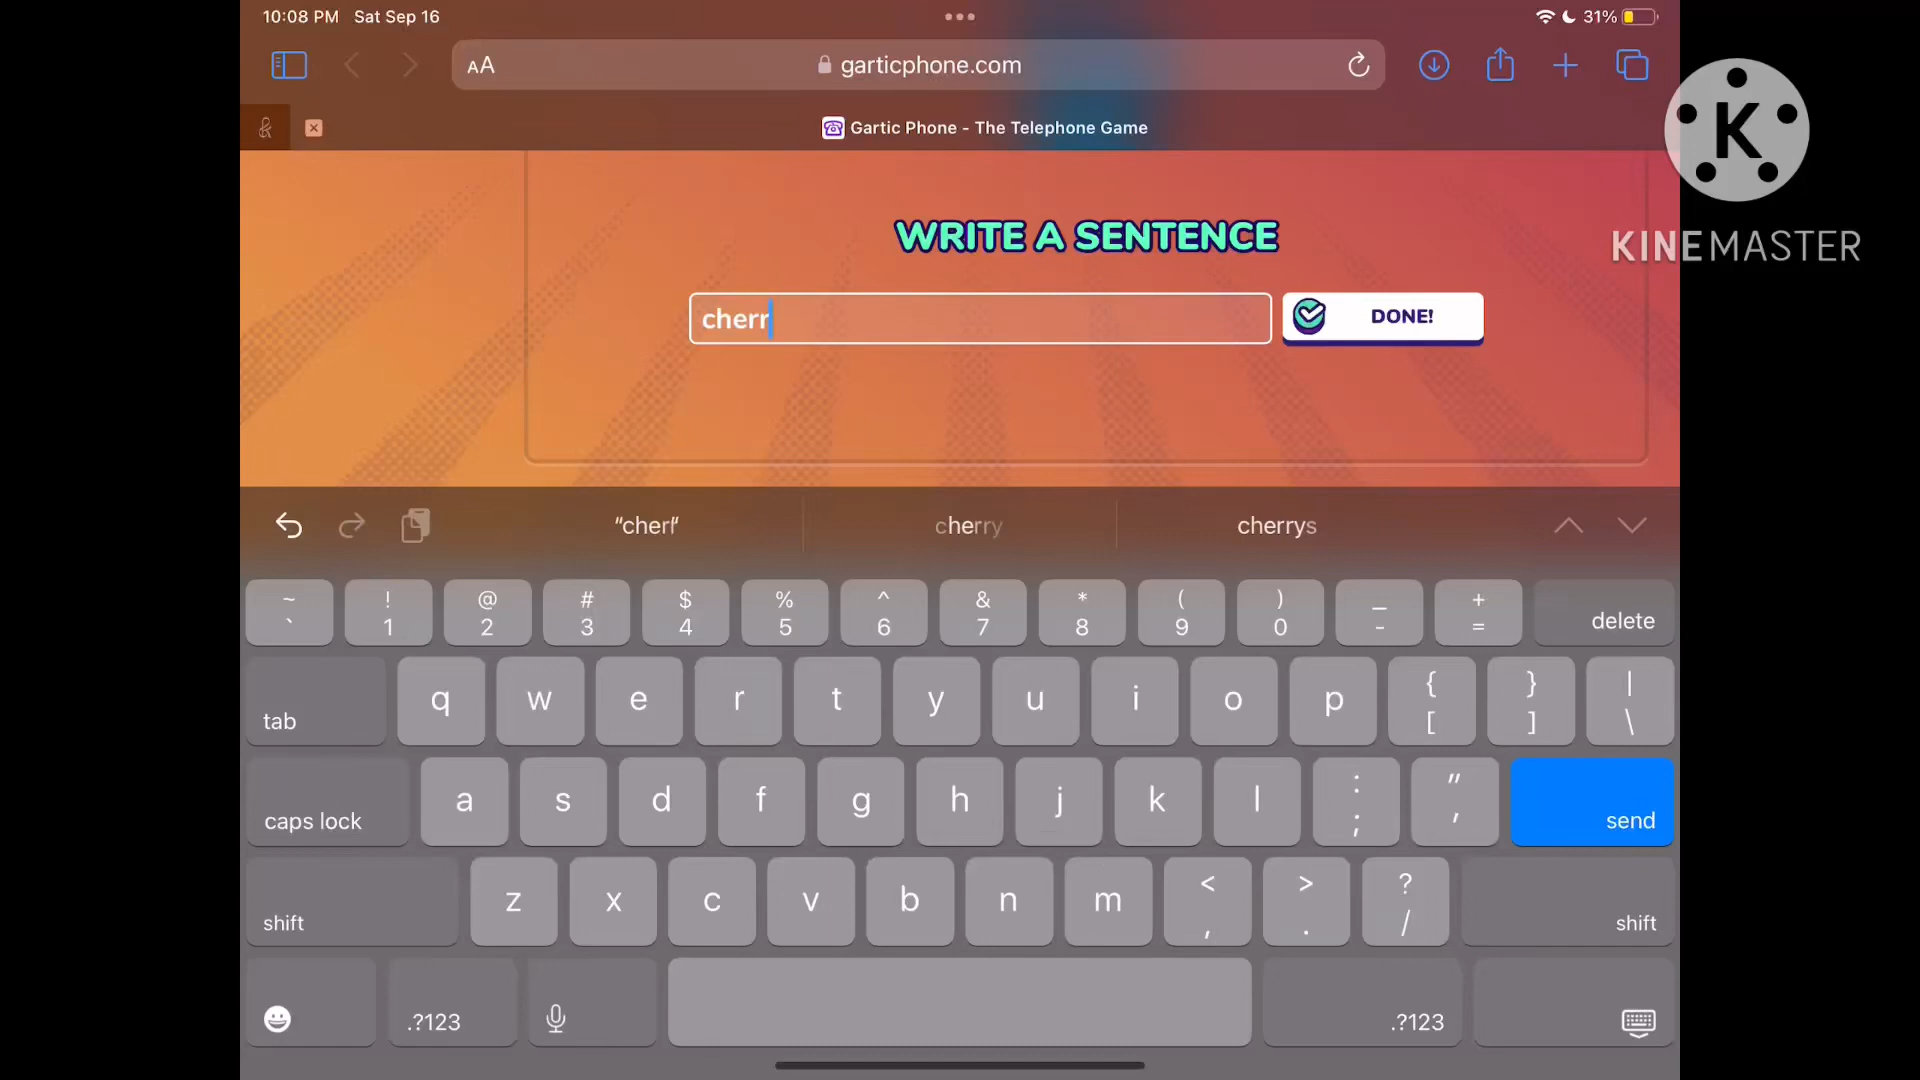 10:08 PM Sat Sep 16
31%
AA garticphone.com
Gartic Phone - The Telephone Game
K
KINEMASTER
WRITE A SENTENCE
cherr
DONE!
“cherr” cherry cherrys
~ ! @ # $ % ^ & * ( ) _ +
` 1 2 3 4 5 6 7 8 9 0 - = delete
tab q w e r t y u i o p { [ } ] | \
caps lock a s d f g h j k l : ; " ' send
shift z x c v b n m < , > . ? / shift
.?123 .?123